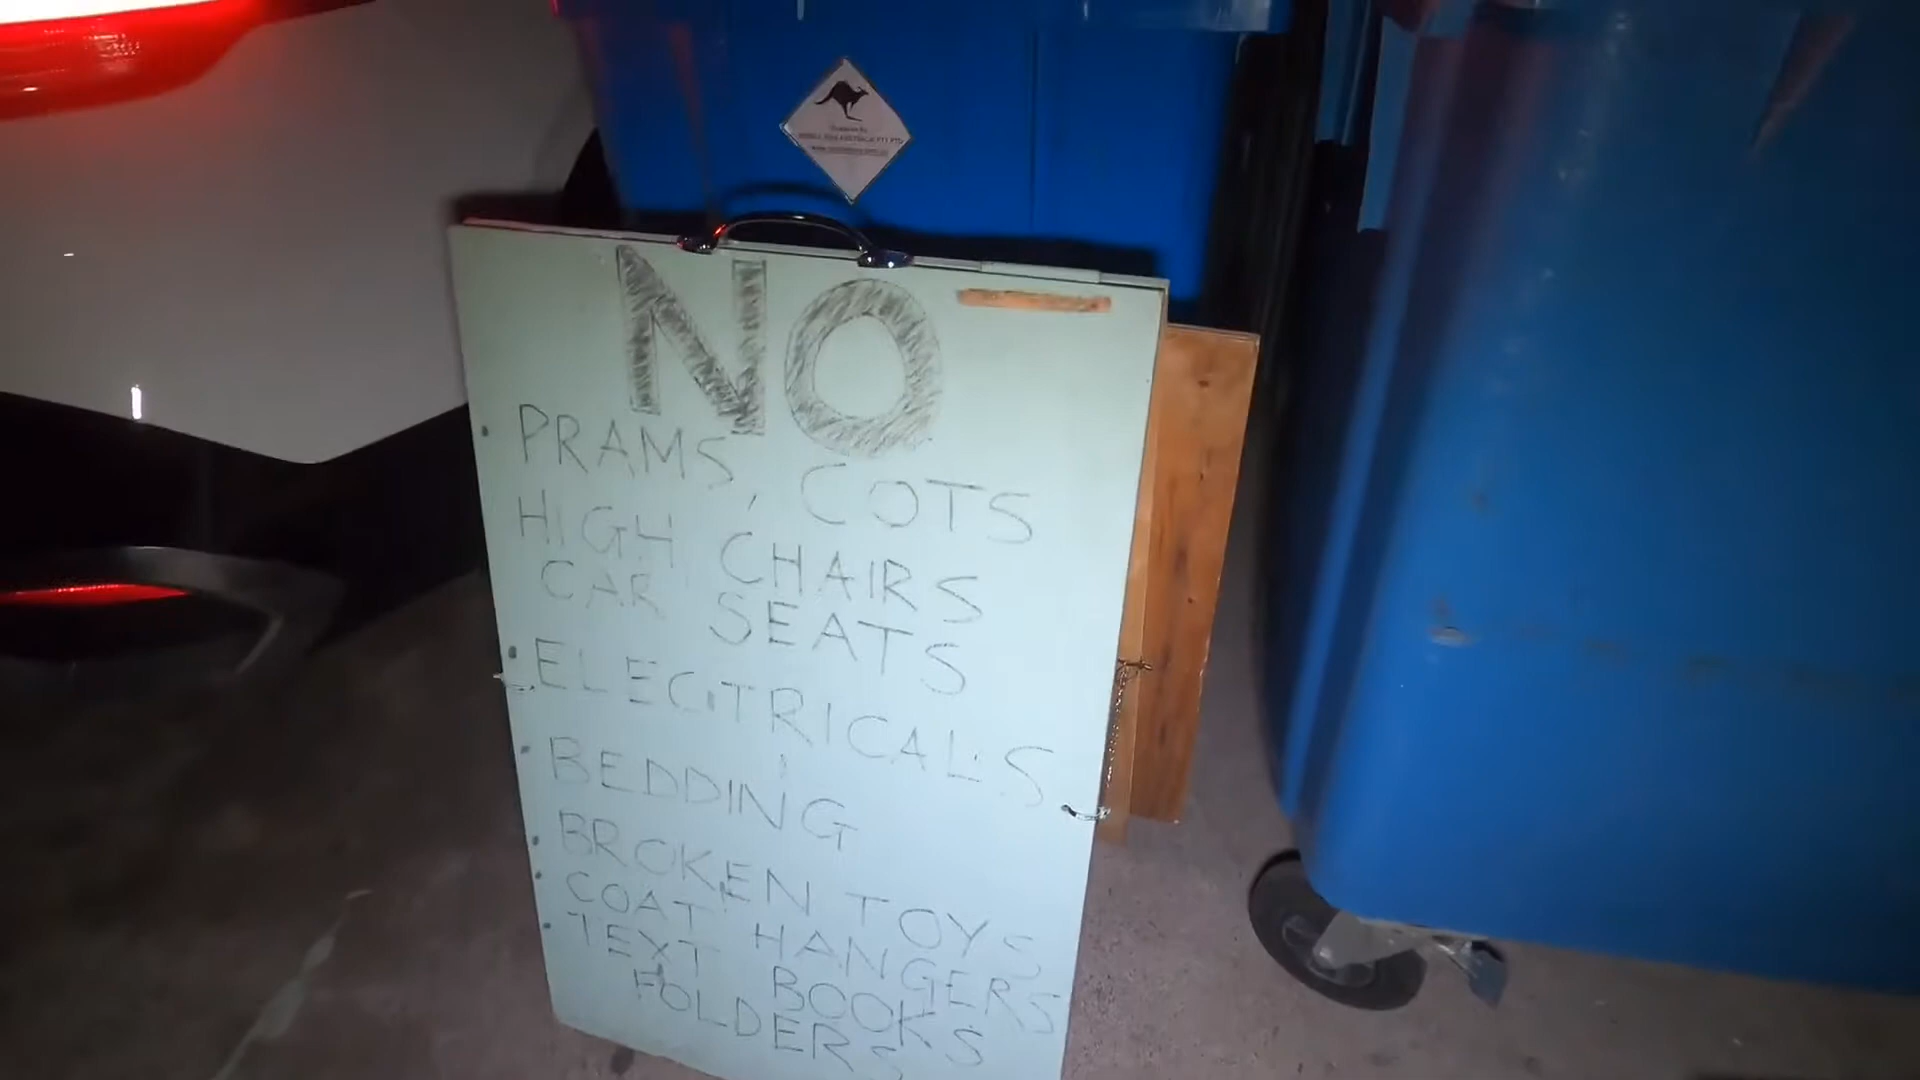 NO
• PRAMS, COTS
HIGH CHAIRS
CAR SEATS
• ELECTRICALS
• BEDDING
• BROKEN TOYS
• COAT HANGERS
• TEXT BOOKS
FOLDERS